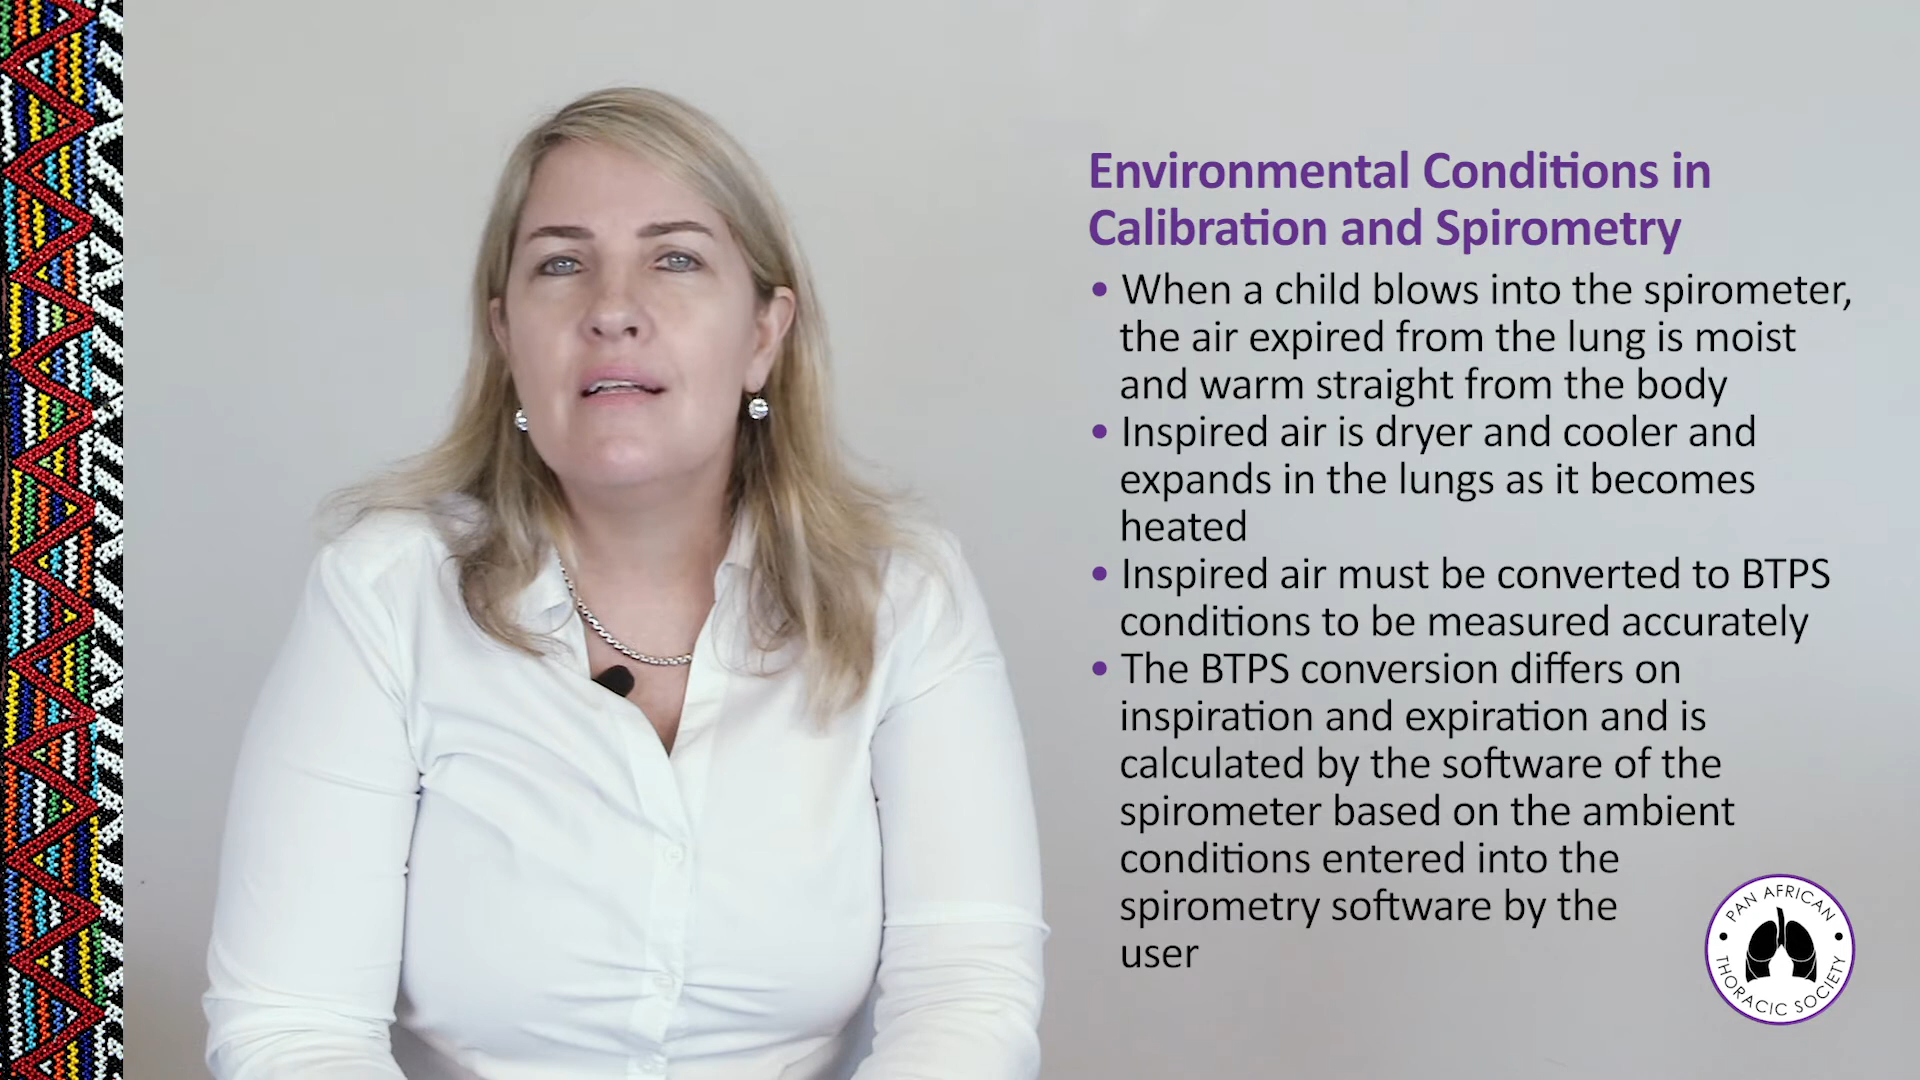 Environmental Conditions in
Calibration and Spirometry
• When a child blows into the spirometer,
the air expired from the lung is moist
and warm straight from the body
• Inspired air is dryer and cooler and
expands in the lungs as it becomes
heated
• Inspired air must be converted to BTPS
conditions to be measured accurately
• The BTPS conversion differs on
inspiration and expiration and is
calculated by the software of the
spirometer based on the ambient
conditions entered into the
spirometry software by the
user
PAN AFRICAN
THORACIC SOCIETY